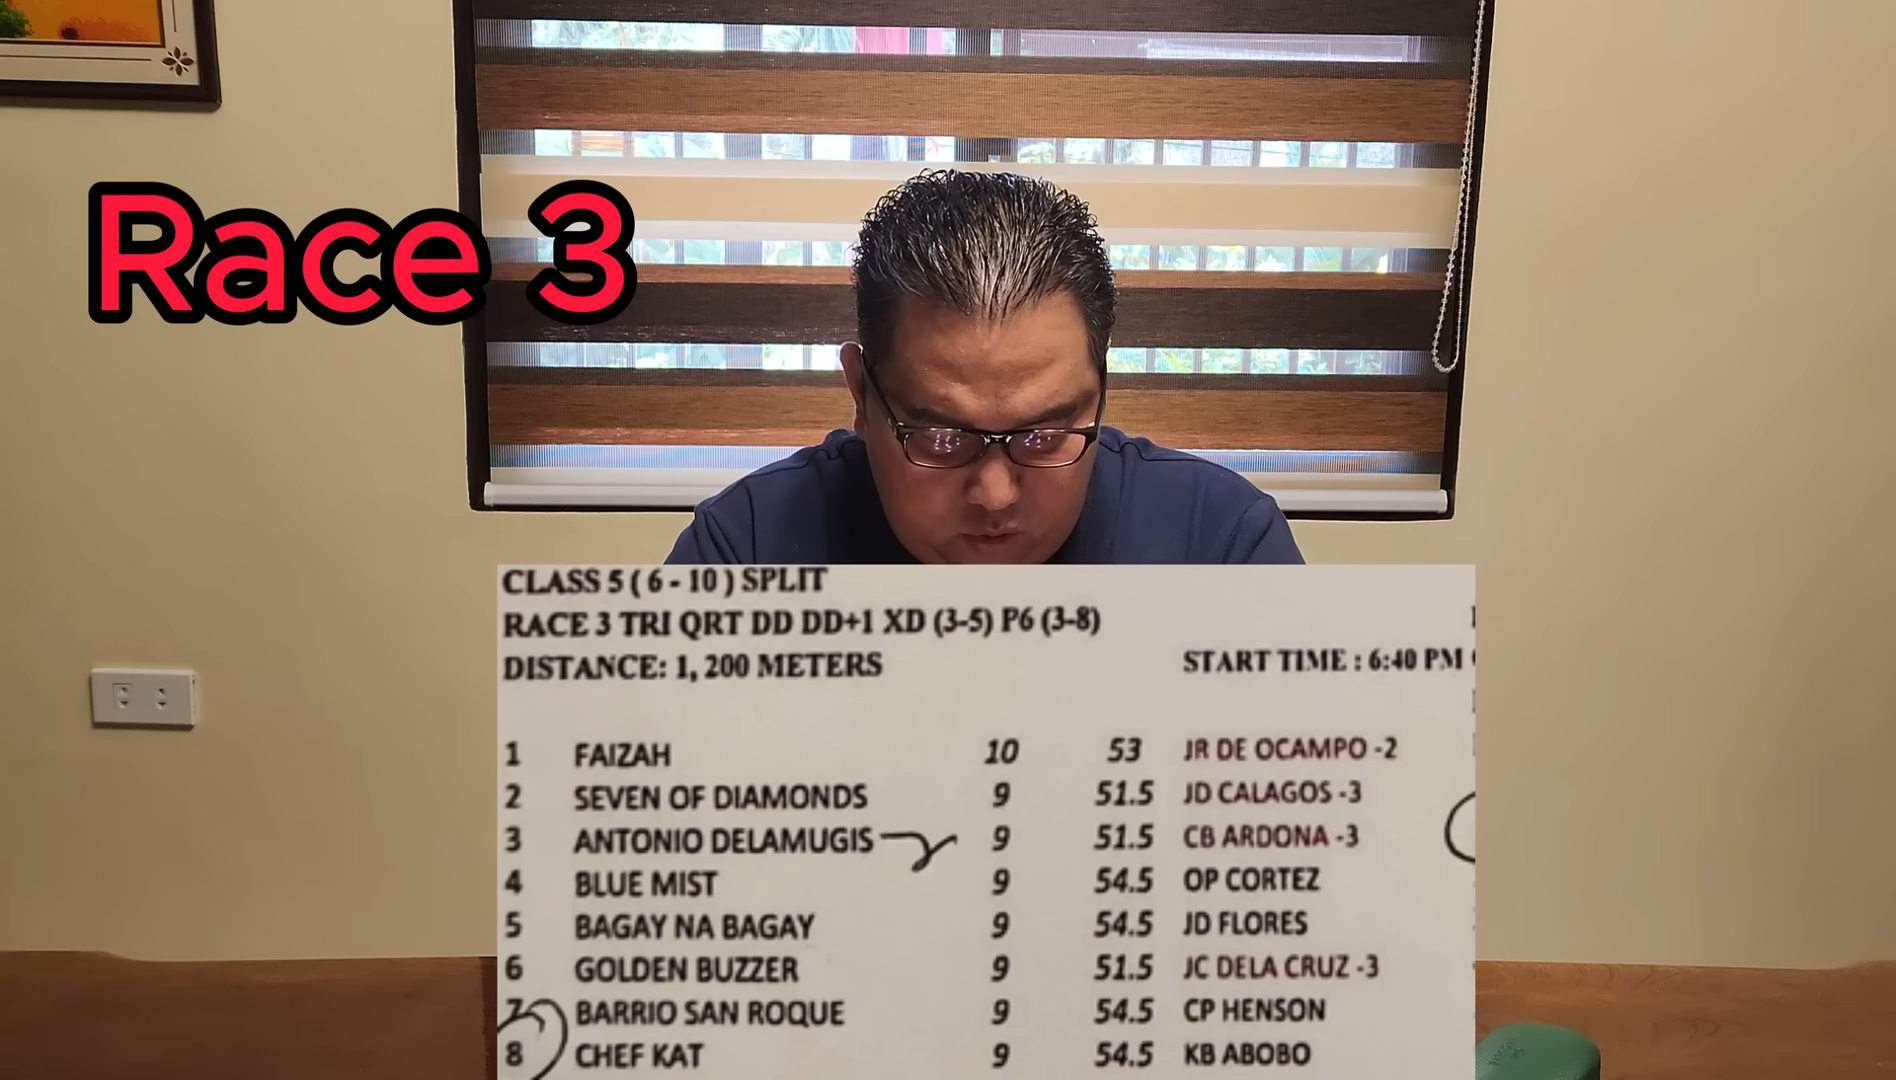 Race 3
CLASS 5 ( 6 - 10 ) SPLIT
RACE 3 TRI QRT DD DD+1 XD (3-5) P6 (3-8)
DISTANCE: 1, 200 METERS START TIME : 6:40 PM
1 FAIZAH 10 53 JR DE OCAMPO -2
2 SEVEN OF DIAMONDS 9 51.5 JD CALAGOS -3
3 ANTONIO DELAMUGIS 9 51.5 CB ARDONA -3
4 BLUE MIST 9 54.5 OP CORTEZ
5 BAGAY NA BAGAY 9 54.5 JD FLORES
6 GOLDEN BUZZER 9 51.5 JC DELA CRUZ -3
7 BARRIO SAN ROQUE 9 54.5 CP HENSON
8 CHEF KAT 9 54.5 KB ABOBO